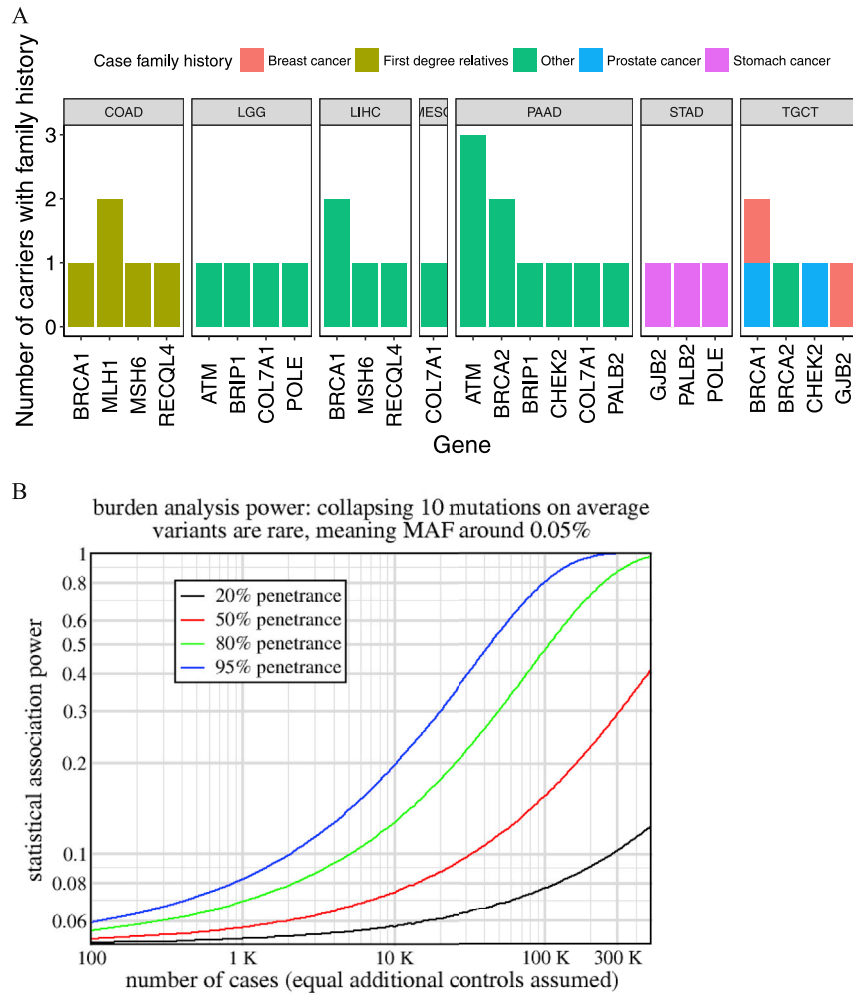 A
Case family history Breast cancer First degree relatives Other Prostate cancer Stomach cancer
COAD LGG LIHC MESO PAAD STAD TGCT
Number of carriers with family history
3
2
1
0
BRCA1 MLH1 MSH6 RECQL4 ATM BRIP1 COL7A1 POLE BRCA1 MSH6 RECQL4 COL7A1 ATM BRCA2 BRIP1 CHEK2 COL7A1 PALB2 GJB2 PALB2 POLE BRCA1 BRCA2 CHEK2 GJB2
Gene
B
burden analysis power: collapsing 10 mutations on average
variants are rare, meaning MAF around 0.05%
statistical association power
1
0.8
0.6
0.5
0.4
0.3
0.2
0.1
0.08
0.06
20% penetrance
50% penetrance
80% penetrance
95% penetrance
100 1 K 10 K 100 K 300 K
number of cases (equal additional controls assumed)